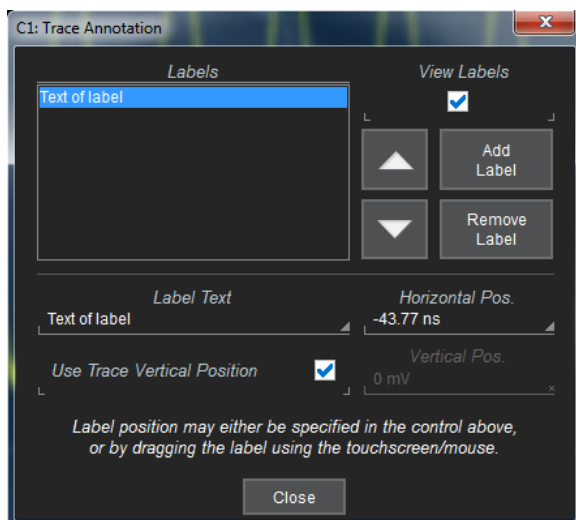 C1: Trace Annotation
Labels
View Labels
Text of label
Add
Label
Remove
Label
Label Text
Horizontal Pos.
Text of label
-43.77 ns
Use Trace Vertical Position
Vertical Pos.
0 mV
Label position may either be specified in the control above,
or by dragging the label using the touchscreen/mouse.
Close